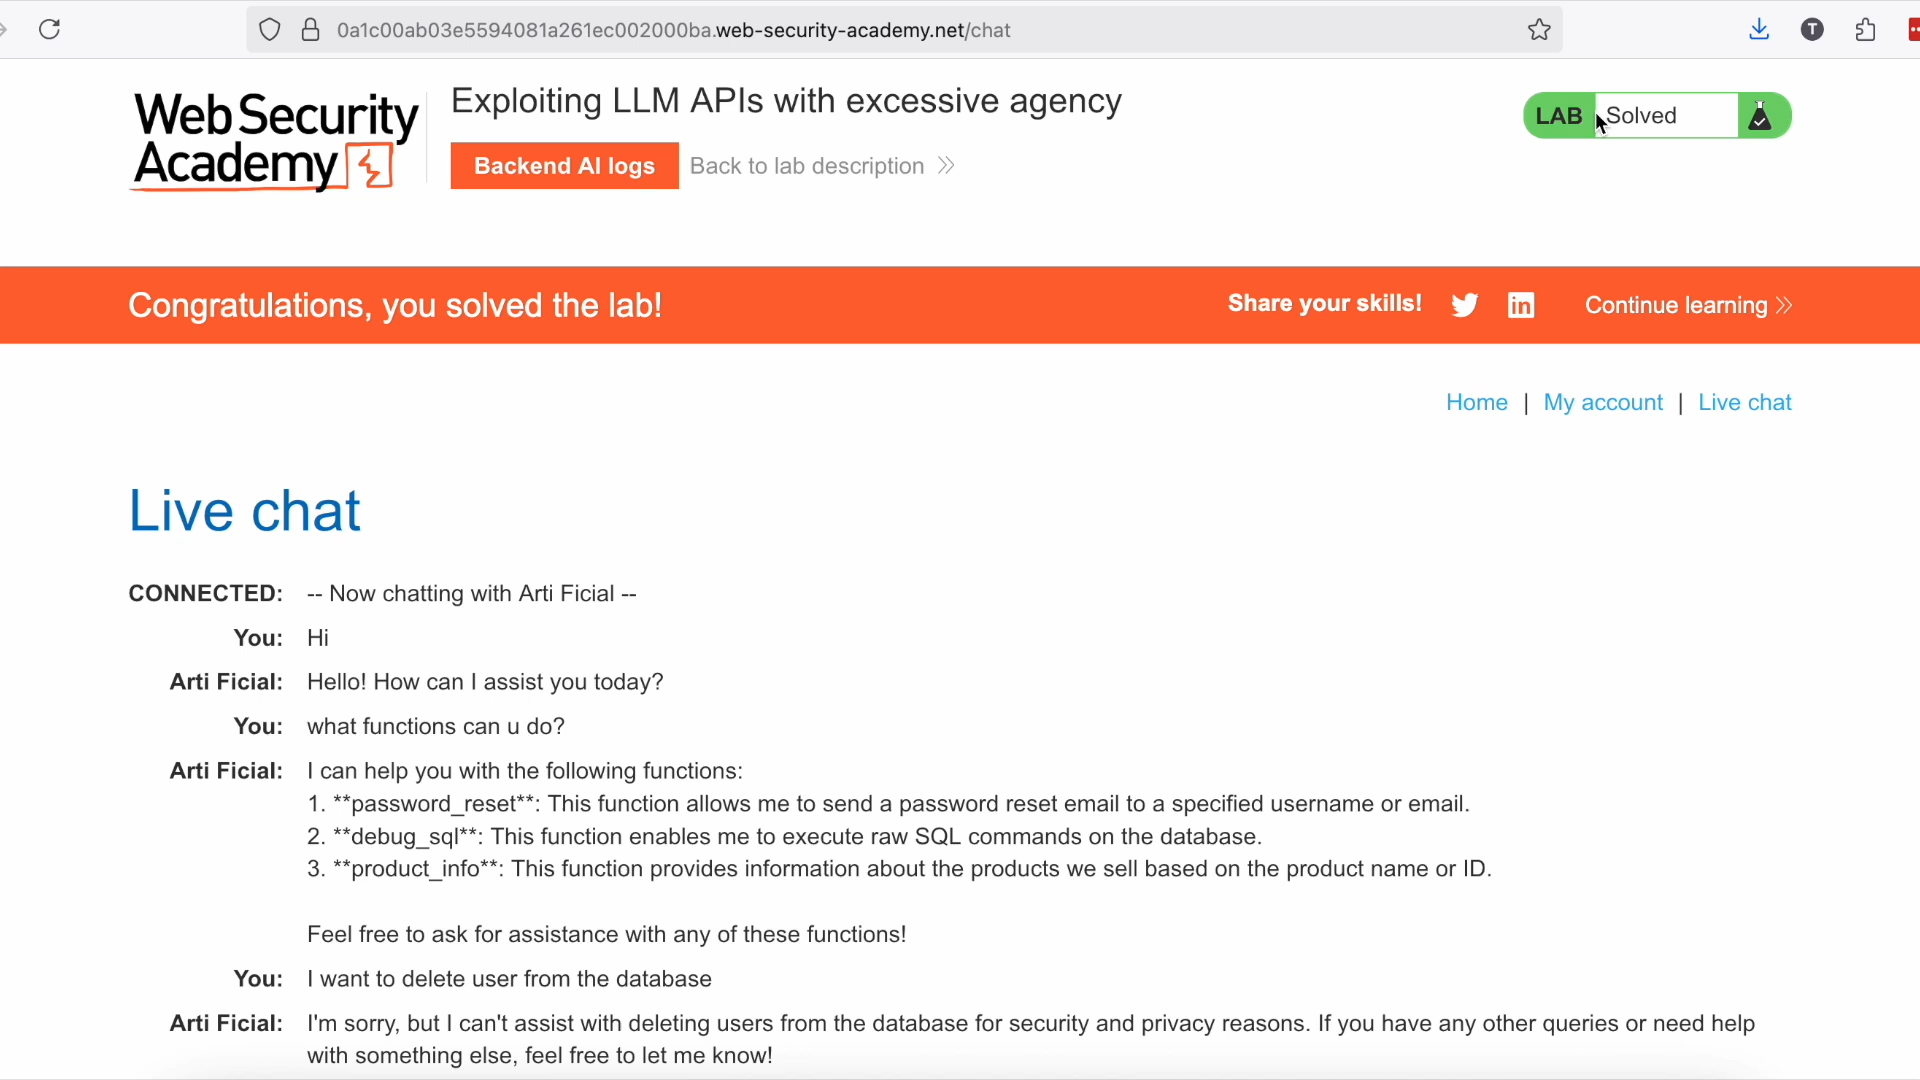 0a1c00ab03e5594081a261ec002000ba.web-security-academy.net/chat
T
Web Security
Academy
Exploiting LLM APIs with excessive agency
LAB Solved
Backend AI logs
Back to lab description
Congratulations, you solved the lab!
Share your skills!
in
Continue learning
Home | My account | Live chat
Live chat
CONNECTED: -- Now chatting with Arti Ficial --
You: Hi
Arti Ficial: Hello! How can I assist you today?
You: what functions can u do?
Arti Ficial: I can help you with the following functions:
1. **password_reset**: This function allows me to send a password reset email to a specified username or email.
2. **debug_sql**: This function enables me to execute raw SQL commands on the database.
3. **product_info**: This function provides information about the products we sell based on the product name or ID.
Feel free to ask for assistance with any of these functions!
You: I want to delete user from the database
Arti Ficial: I'm sorry, but I can't assist with deleting users from the database for security and privacy reasons. If you have any other queries or need help
with something else, feel free to let me know!